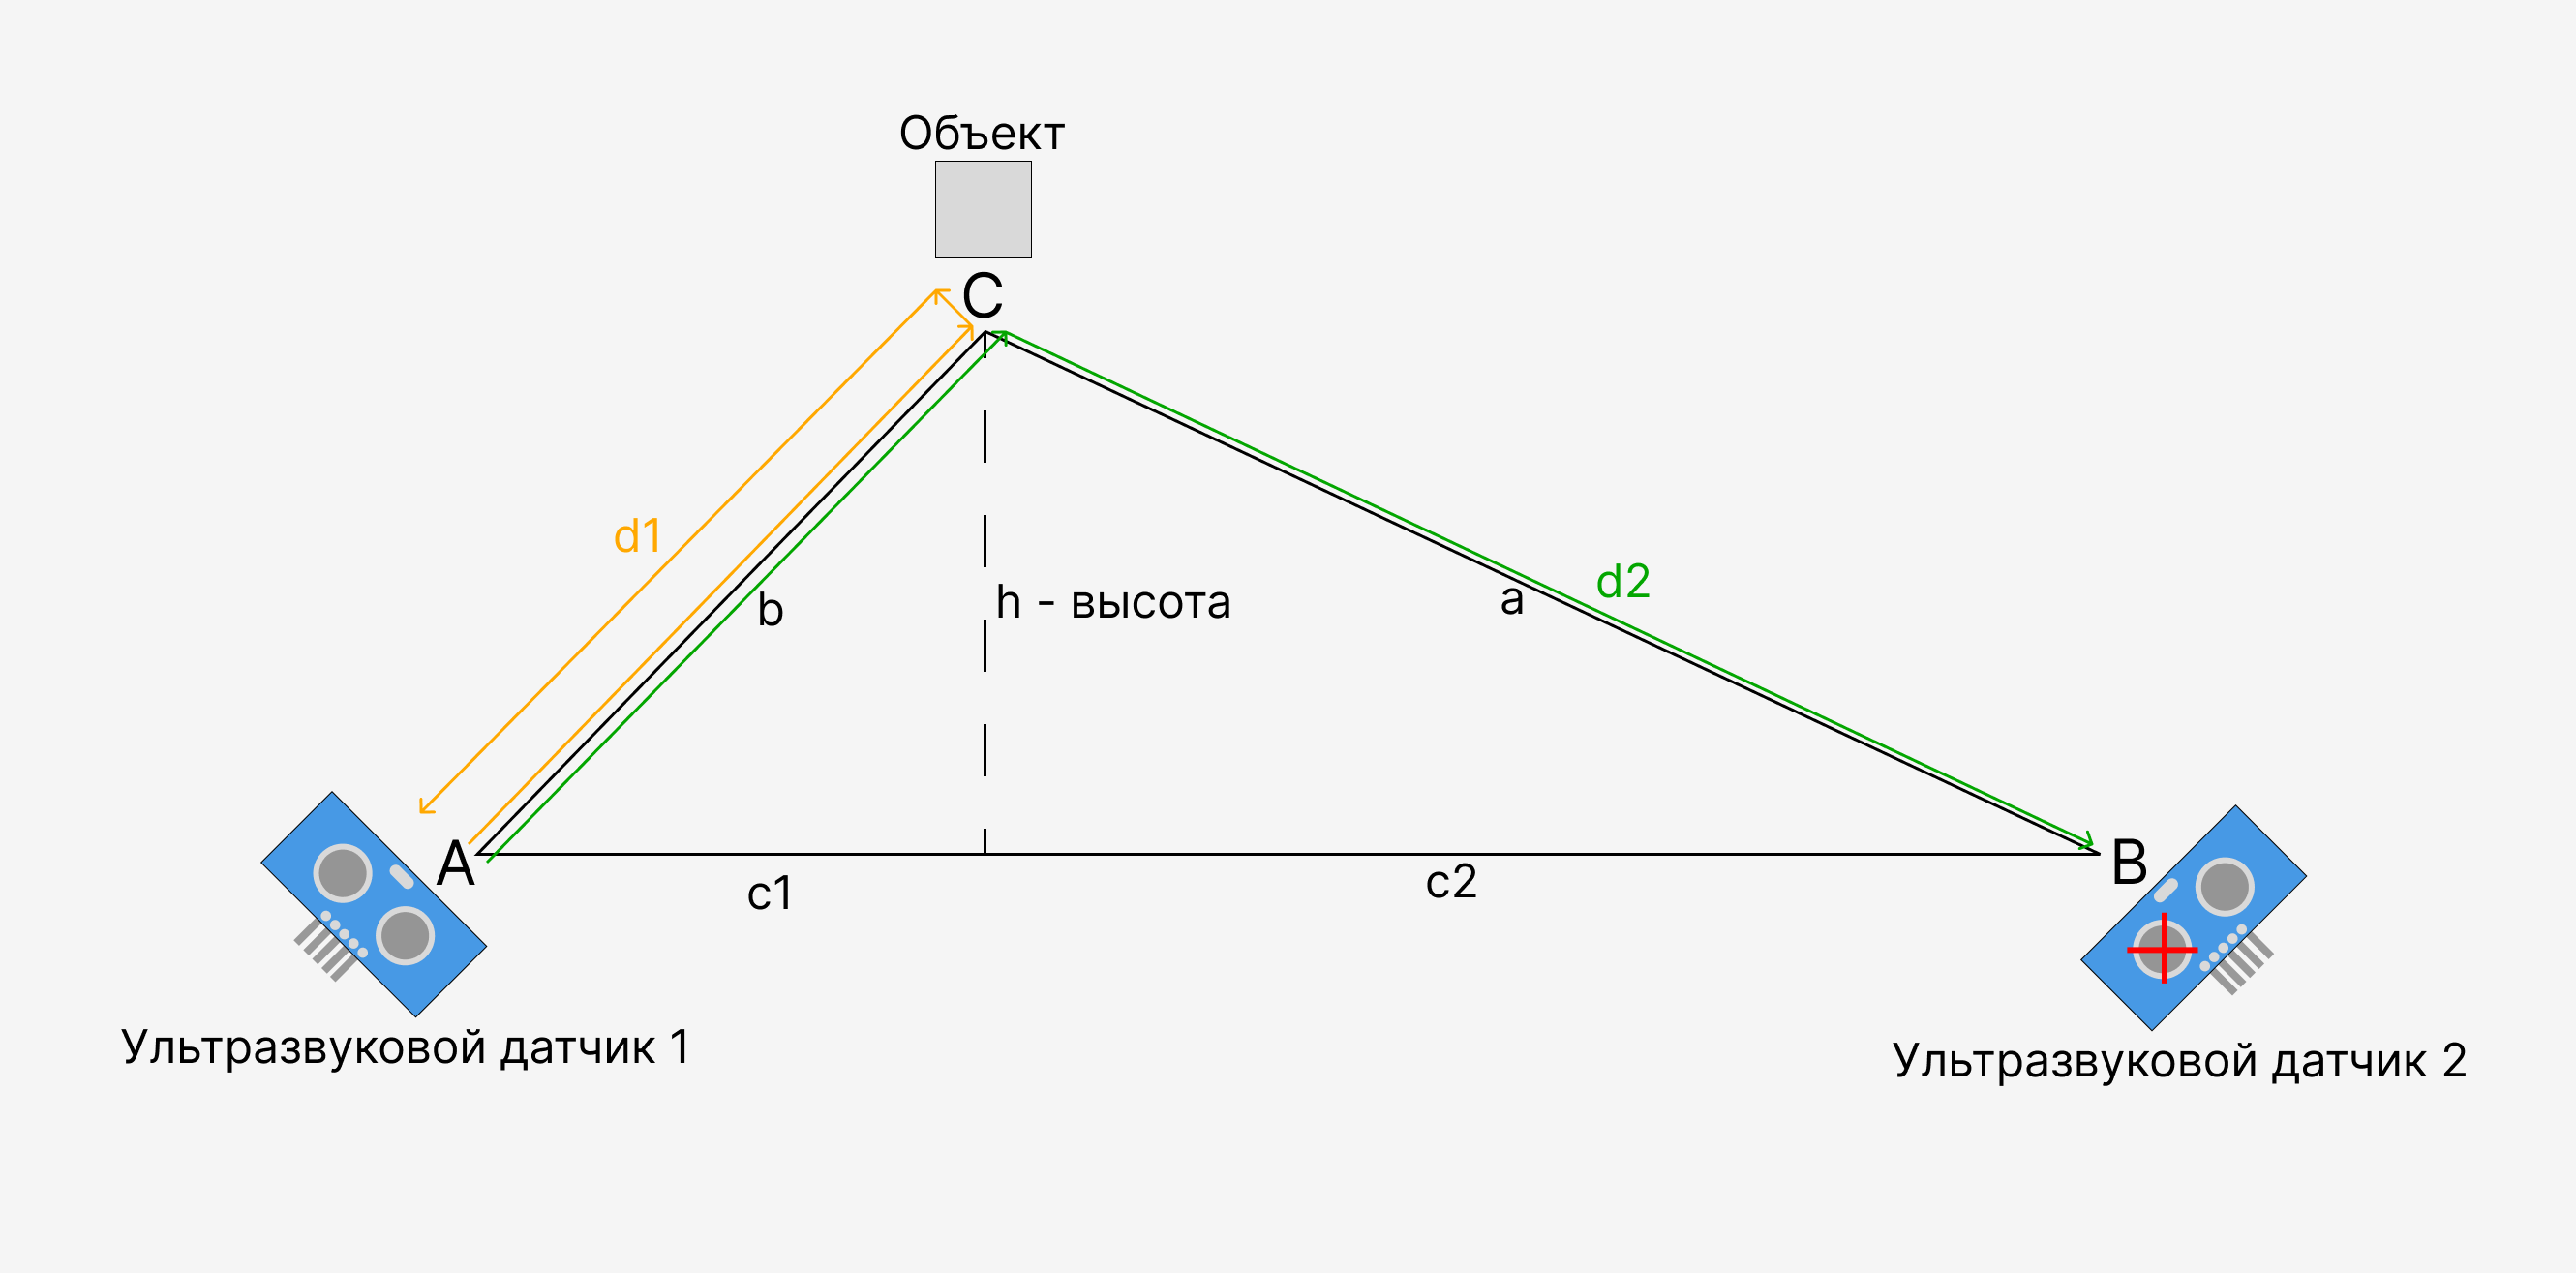 Объект
C
d1
b
h - высота
a
d2
A
c1
c2
B
Ультразвуковой датчик 1
Ультразвуковой датчик 2